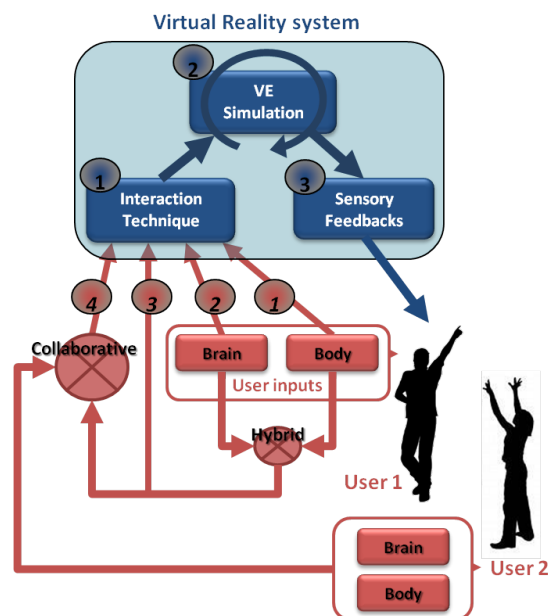 Virtual Reality system
2
VE
Simulation
1
Interaction
Technique
3
Sensory
Feedbacks
4
3
2
1
Collaborative
Brain
Body
User inputs
Hybrid
User 1
Brain
User 2
Body